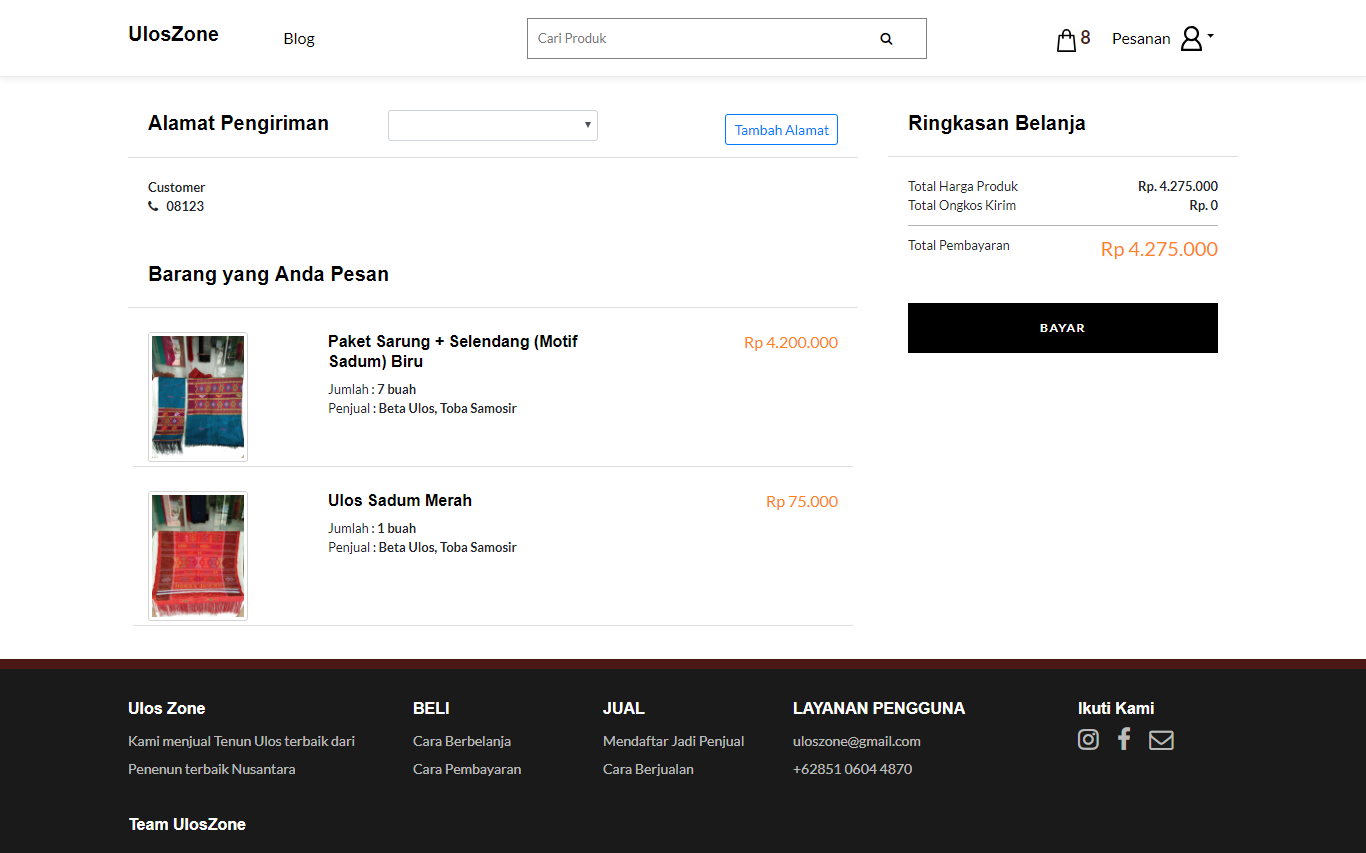 UlosZone
Blog
Cari Produk
8
Pesanan
Alamat Pengiriman
Tambah Alamat
Customer
08123
Barang yang Anda Pesan
Paket Sarung + Selendang (Motif
Sadum) Biru
Rp 4.200.000
Jumlah : 7 buah
Penjual : Beta Ulos, Toba Samosir
Ulos Sadum Merah
Rp 75.000
Jumlah : 1 buah
Penjual : Beta Ulos, Toba Samosir
Ringkasan Belanja
Total Harga Produk Rp. 4.275.000
Total Ongkos Kirim Rp. 0
Total Pembayaran Rp 4.275.000
BAYAR
Ulos Zone
Kami menjual Tenun Ulos terbaik dari
Penenun terbaik Nusantara
BELI
Cara Berbelanja
Cara Pembayaran
JUAL
Mendaftar Jadi Penjual
Cara Berjualan
LAYANAN PENGGUNA
uloszone@gmail.com
+62851 0604 4870
Ikuti Kami
Team UlosZone